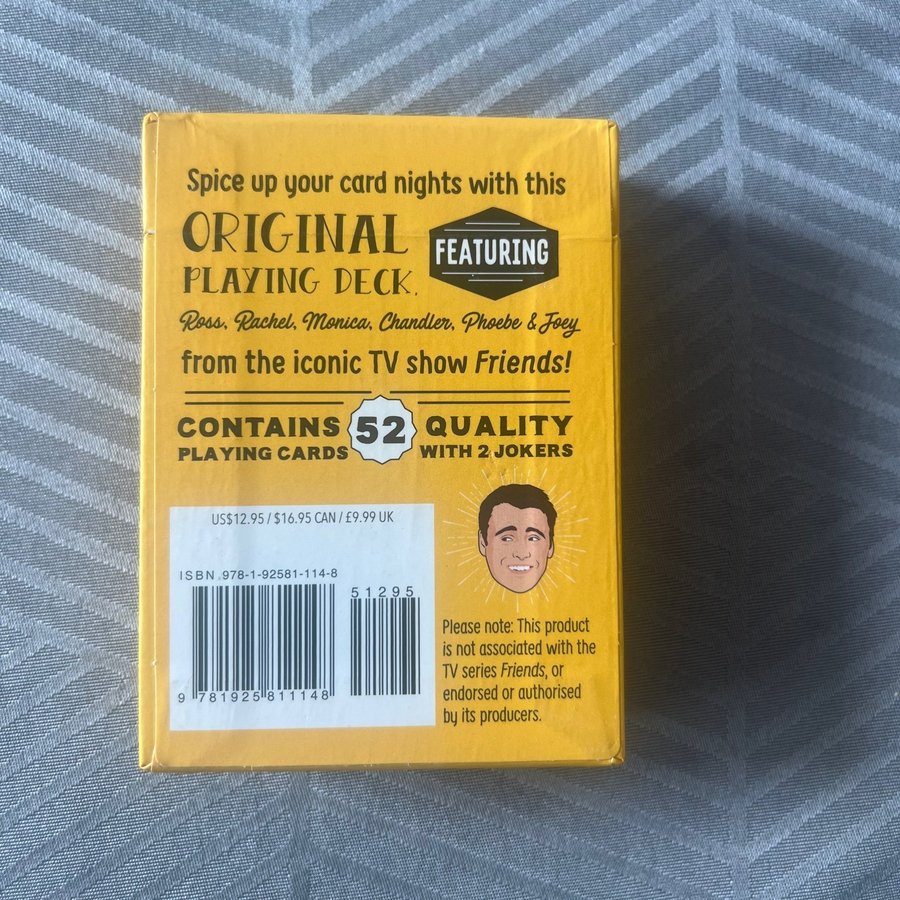 Spice up your card nights with this
ORIGINAL
PLAYING DECK.
FEATURING
Ross, Rachel, Monica, Chandler, Phoebe & Joey
from the iconic TV show Friends!
CONTAINS 52 QUALITY
PLAYING CARDS WITH 2 JOKERS
US$12.95 / $16.95 CAN / £9.99 UK
ISBN 978-1-92581-114-8
51295
9 781925 811148
Please note: This product
is not associated with the
TV series Friends, or
endorsed or authorised
by its producers.